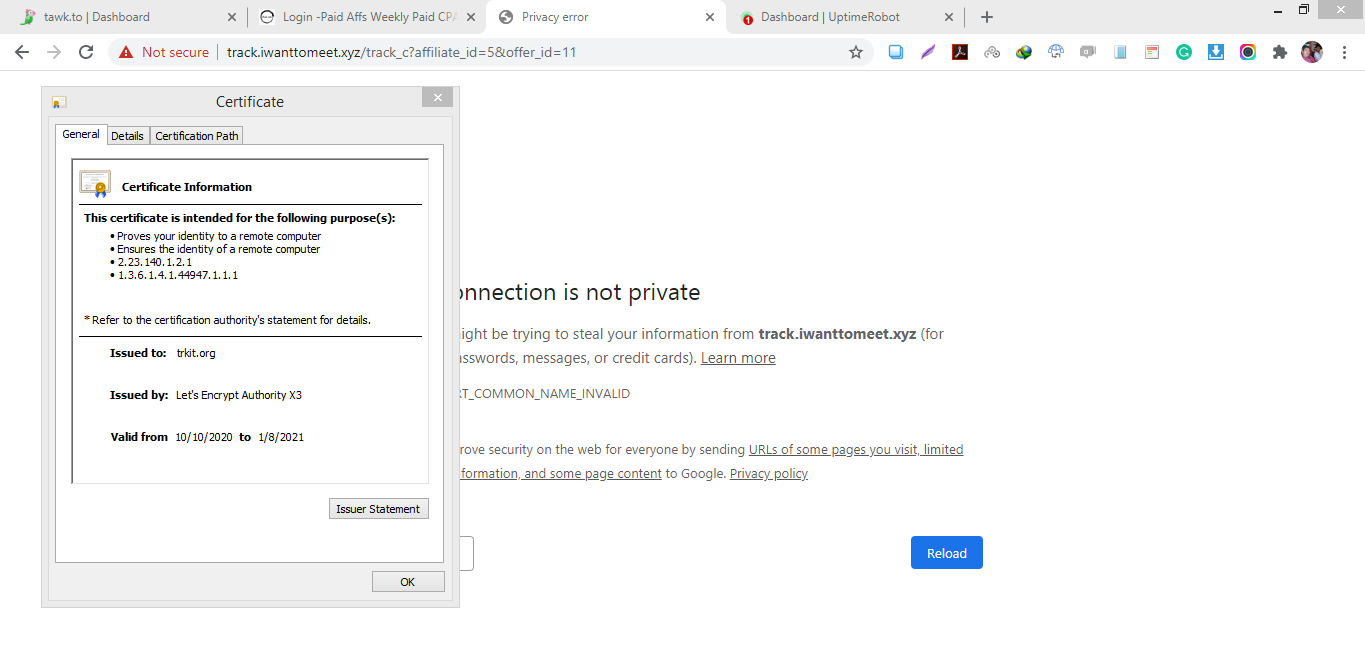 tawk.to | Dashboard
Login -Paid Affs Weekly Paid CPA
Privacy error
Dashboard | UptimeRobot
Not secure
track.iwanttomeet.xyz/track_c?affiliate_id=5&offer_id=11
Certificate
General
Details
Certification Path
Certificate Information
This certificate is intended for the following purpose(s):
• Proves your identity to a remote computer
• Ensures the identity of a remote computer
• 2.23.140.1.2.1
• 1.3.6.1.4.1.44947.1.1.1
* Refer to the certification authority's statement for details.
Issued to: trkit.org
Issued by: Let's Encrypt Authority X3
Valid from 10/10/2020 to 1/8/2021
Issuer Statement
OK
onnection is not private
ight be trying to steal your information from track.iwanttomeet.xyz (for
asswords, messages, or credit cards). Learn more
RT_COMMON_NAME_INVALID
rove security on the web for everyone by sending URLs of some pages you visit, limited
formation, and some page content to Google. Privacy policy
Reload